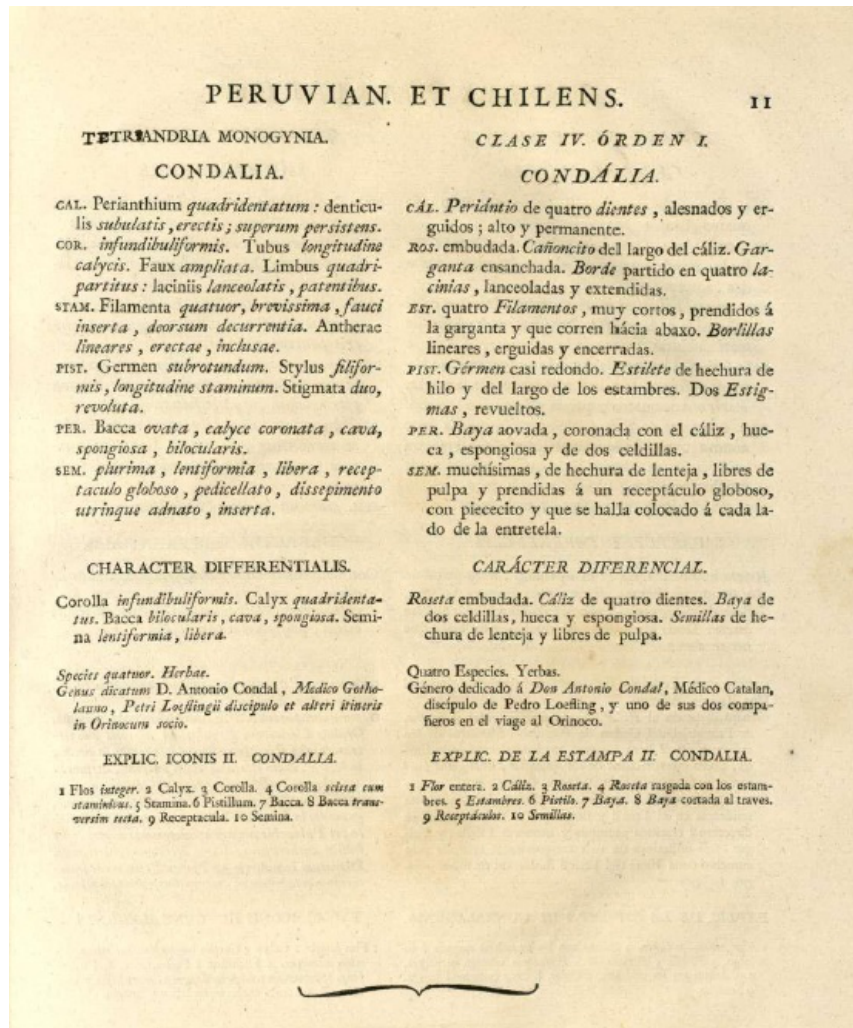 PERUVIAN. ET CHILENS. 11
TETRANDRIA MONOGYNIA.
CONDALIA.
CAL. Perianthium quadridentatum : denticu-
lis subulatis, erectis ; superum persistens.
COR. infundibuliformis. Tubus longitudine
calycis. Faux ampliata. Limbus quadri-
partitus : laciniis lanceolatis , patentibus.
STAM. Filamenta quatuor, brevissima , fauci
inserta , deorsum decurrentia. Antherae
lineares , erectae , inclusae.
PIST. Germen subrotundum. Stylus filifor-
mis , longitudine staminum. Stigmata duo,
revoluta.
PER. Bacca ovata , calyce coronata , cava,
spongiosa , bilocularis.
SEM. plurima , lentiformia , libera , recep-
taculo globoso , pedicellato , dissepimento
utrinque adnato , inserta.
CHARACTER DIFFERENTIALIS.
Corolla infundibuliformis. Calyx quadridenta-
tus. Bacca bilocularis , cava , spongiosa. Semi-
na lentiformia , libera.
Species quatuor. Herbae.
Genus dicatum D. Antonio Condal , Medico Gotho-
launo , Petri Loeflingii discipulo et alteri itineris
in Orinocum socio.
EXPLIC. ICONIS II. CONDALIA.
1 Flos integer. 2 Calyx. 3 Corolla. 4 Corolla scissa cum
staminibus. 5 Stamina. 6 Pistillum. 7 Bacca. 8 Bacca trans-
versim secta. 9 Receptacula. 10 Semina.
CLASE IV. ÓRDEN I.
CONDÁLIA.
CÁL. Periántio de quatro dientes , alesnados y er-
guidos ; alto y permanente.
ROS. embudada. Cañoncito del largo del cáliz. Gar-
ganta ensanchada. Borde partido en quatro la-
cinias , lanceoladas y extendidas.
EST. quatro Filamentos , muy cortos , prendidos á
la garganta y que corren hácia abaxo. Borlillas
lineares , erguidas y encerradas.
PIST. Gérmen casi redondo. Estilete de hechura de
hilo y del largo de los estambres. Dos Estig-
mas , revueltos.
PER. Baya aovada , coronada con el cáliz , hue-
ca , espongiosa y de dos celdillas.
SEM. muchísimas , de hechura de lenteja , libres de
pulpa y prendidas á un receptáculo globoso,
con piececito y que se halla colocado á cada la-
do de la entretela.
CARÁCTER DIFERENCIAL.
Roseta embudada. Cáliz de quatro dientes. Baya de
dos celdillas, hueca y espongiosa. Semillas de he-
chura de lenteja y libres de pulpa.
Quatro Especies. Yerbas.
Género dedicado á Don Antonio Condal, Médico Catalan,
discípulo de Pedro Loefling , y uno de sus dos compa-
ñeros en el viage al Orinoco.
EXPLIC. DE LA ESTAMPA II. CONDALIA.
1 Flor entera. 2 Cáliz. 3 Roseta. 4 Roseta rasgada con los estam-
bres. 5 Estambres. 6 Pistilo. 7 Baya. 8 Baya cortada al traves.
9 Receptáculos. 10 Semillas.